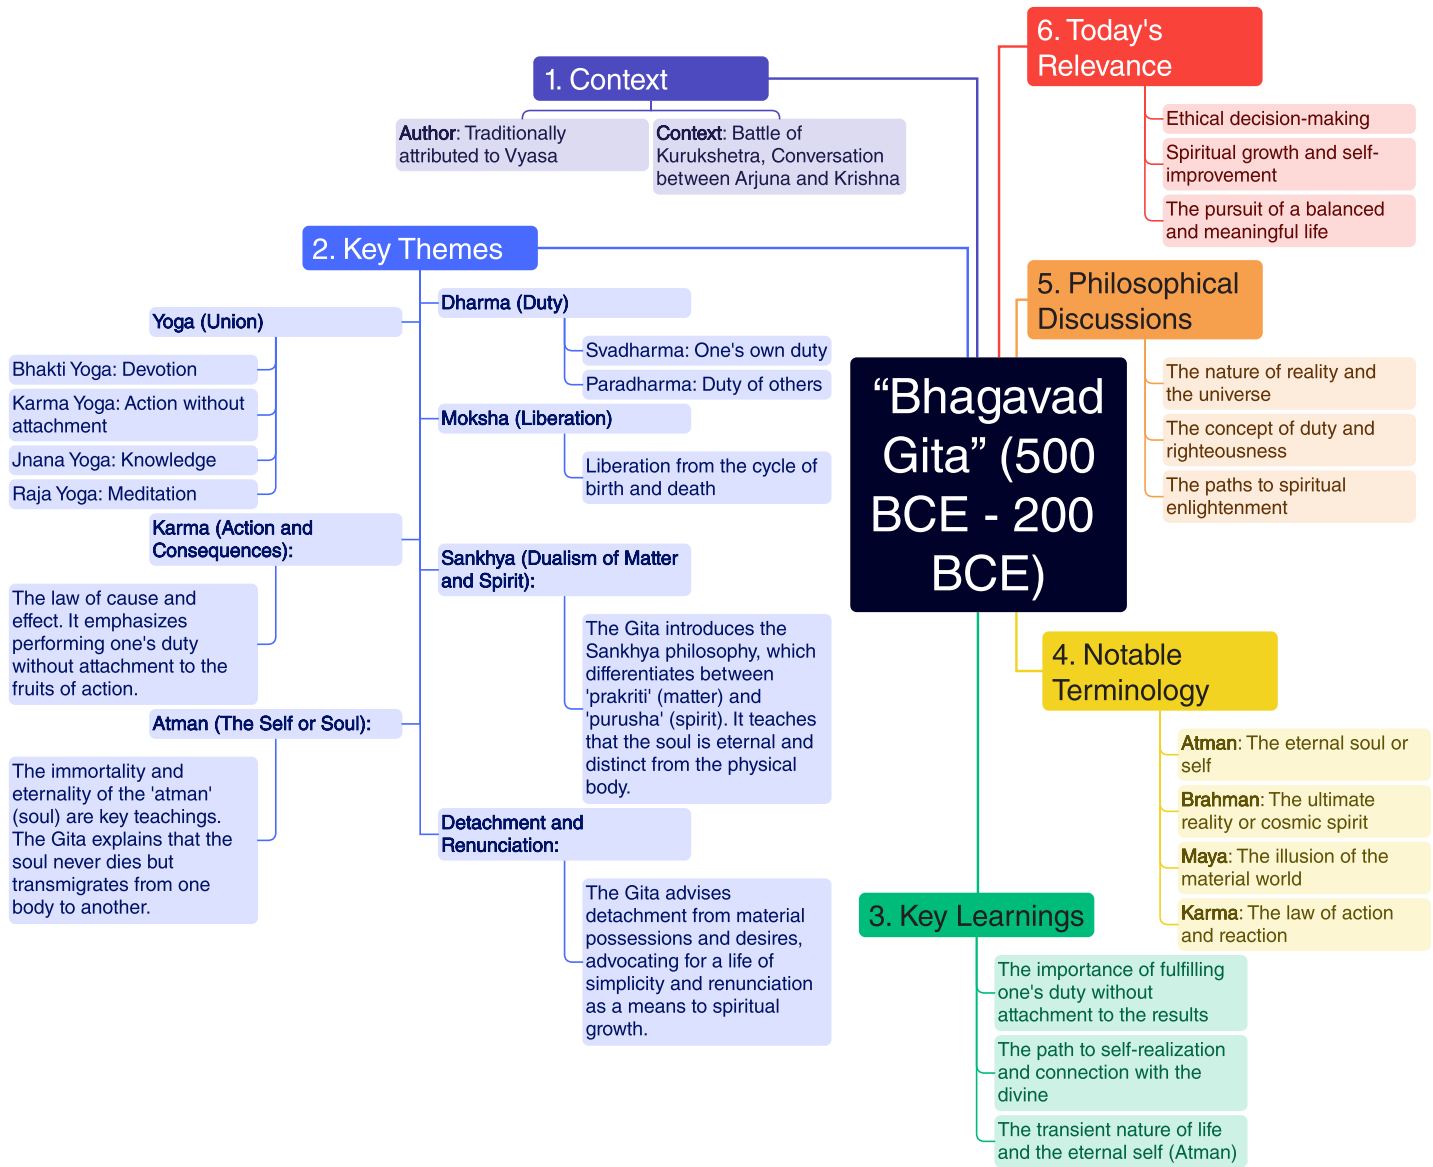 “Bhagavad
Gita” (500
BCE - 200
BCE)
1. Context
Author: Traditionally
attributed to Vyasa
Context: Battle of
Kurukshetra, Conversation
between Arjuna and Krishna
2. Key Themes
Yoga (Union)
Bhakti Yoga: Devotion
Karma Yoga: Action without
attachment
Jnana Yoga: Knowledge
Raja Yoga: Meditation
Karma (Action and
Consequences):
The law of cause and
effect. It emphasizes
performing one's duty
without attachment to the
fruits of action.
Atman (The Self or Soul):
The immortality and
eternality of the 'atman'
(soul) are key teachings.
The Gita explains that the
soul never dies but
transmigrates from one
body to another.
Dharma (Duty)
Svadharma: One's own duty
Paradharma: Duty of others
Moksha (Liberation)
Liberation from the cycle of
birth and death
Sankhya (Dualism of Matter
and Spirit):
The Gita introduces the
Sankhya philosophy, which
differentiates between
'prakriti' (matter) and
'purusha' (spirit). It teaches
that the soul is eternal and
distinct from the physical
body.
Detachment and
Renunciation:
The Gita advises
detachment from material
possessions and desires,
advocating for a life of
simplicity and renunciation
as a means to spiritual
growth.
3. Key Learnings
The importance of fulfilling
one's duty without
attachment to the results
The path to self-realization
and connection with the
divine
The transient nature of life
and the eternal self (Atman)
4. Notable
Terminology
Atman: The eternal soul or
self
Brahman: The ultimate
reality or cosmic spirit
Maya: The illusion of the
material world
Karma: The law of action
and reaction
5. Philosophical
Discussions
The nature of reality and
the universe
The concept of duty and
righteousness
The paths to spiritual
enlightenment
6. Today's
Relevance
Ethical decision-making
Spiritual growth and self-
improvement
The pursuit of a balanced
and meaningful life